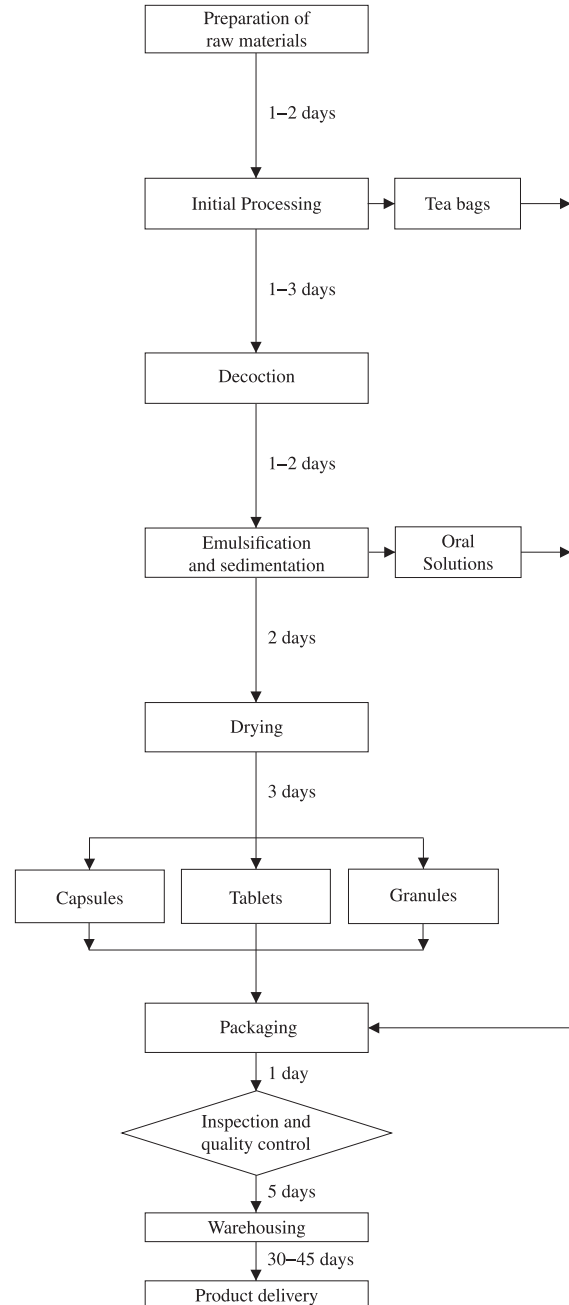 Preparation of
raw materials
1–2 days
Initial Processing
Tea bags
1–3 days
Decoction
1–2 days
Emulsification
and sedimentation
Oral
Solutions
2 days
Drying
3 days
Capsules
Tablets
Granules
Packaging
1 day
Inspection and
quality control
5 days
Warehousing
30–45 days
Product delivery